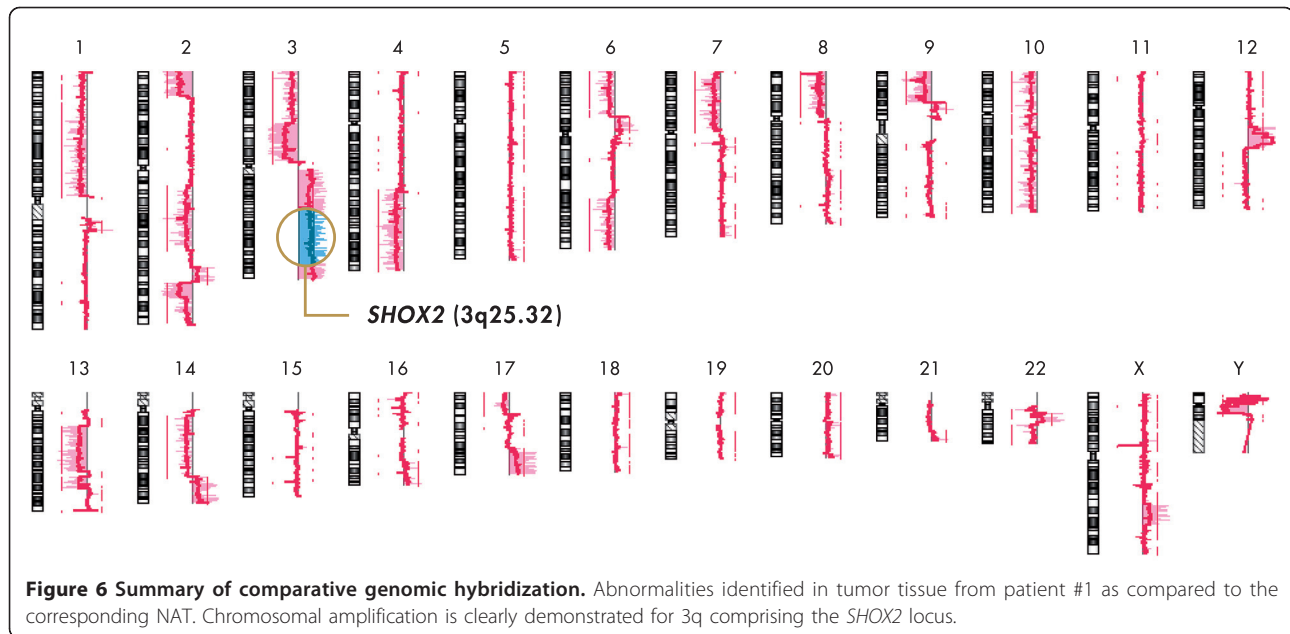 1 2 3 4 5 6 7 8 9 10 11 12
SHOX2 (3q25.32)
13 14 15 16 17 18 19 20 21 22 X Y
Figure 6 Summary of comparative genomic hybridization. Abnormalities identified in tumor tissue from patient #1 as compared to the
corresponding NAT. Chromosomal amplification is clearly demonstrated for 3q comprising the SHOX2 locus.